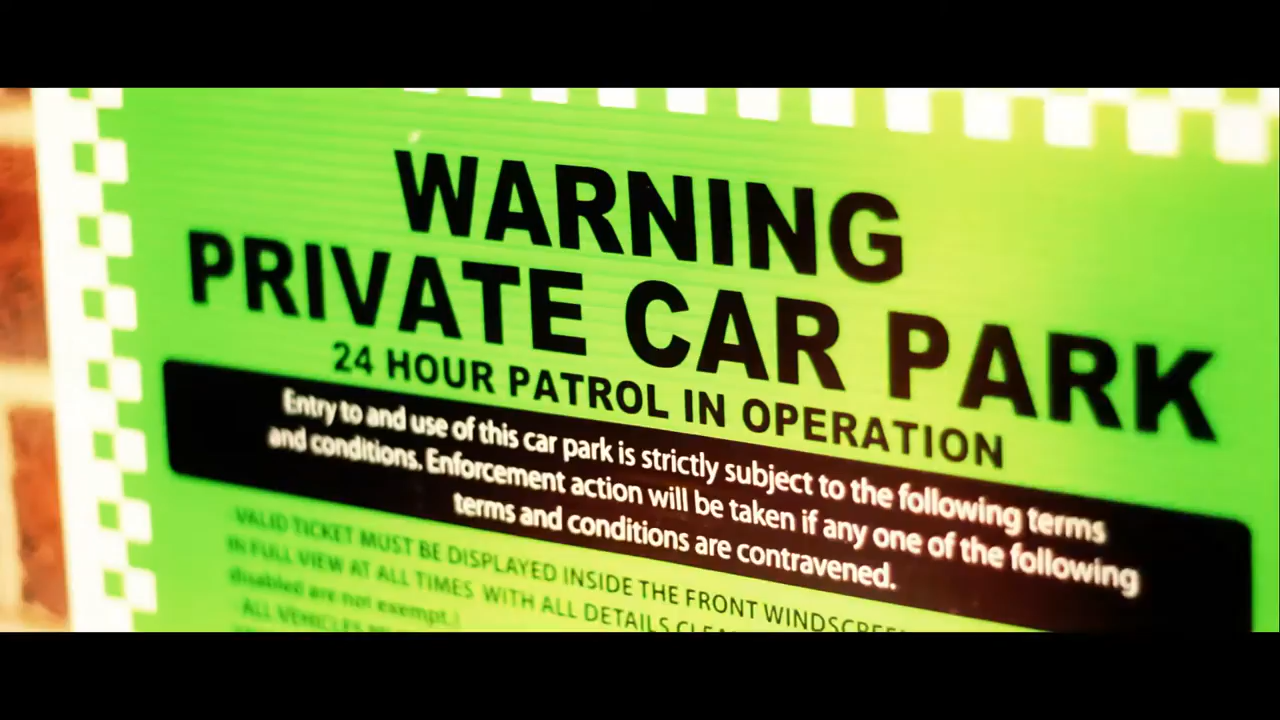 WARNING
PRIVATE CAR PARK
24 HOUR PATROL IN OPERATION
Entry to and use of this car park is strictly subject to the following terms
and conditions. Enforcement action will be taken if any one of the following
terms and conditions are contravened.
VALID TICKET MUST BE DISPLAYED INSIDE THE FRONT WINDSCREEN
IN FULL VIEW AT ALL TIMES WITH ALL DETAILS
disabled are not exempt.)
ALL VEHICLES